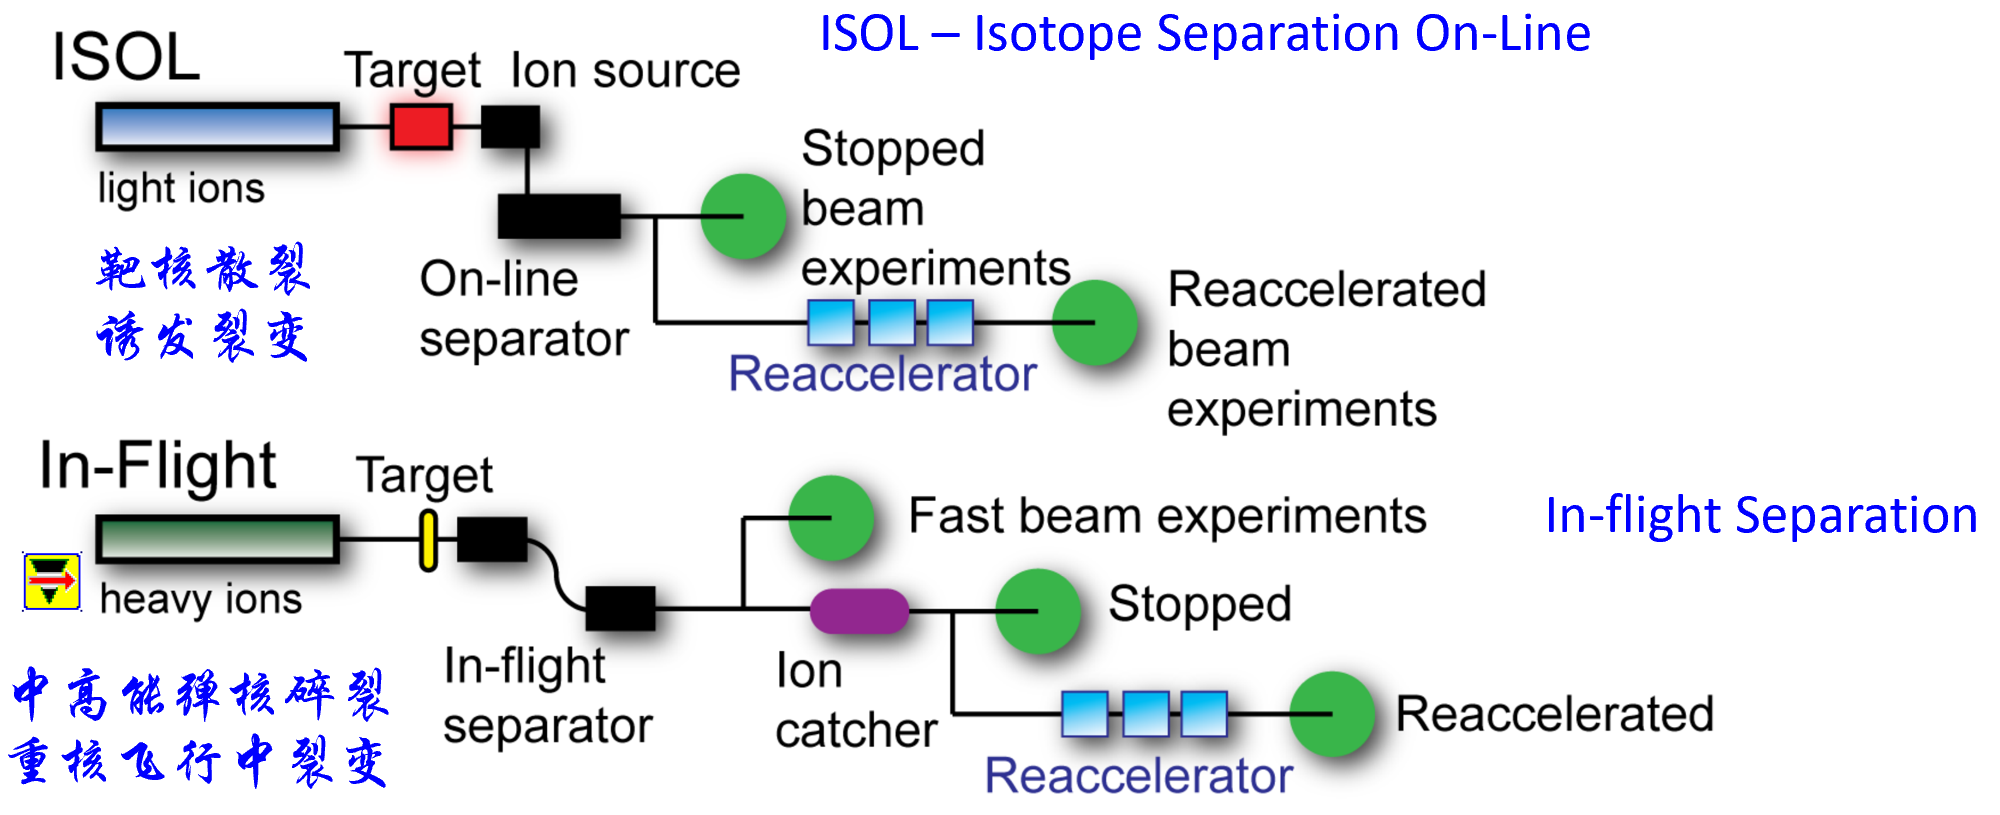 ISOL – Isotope Separation On-Line
ISOL
Target
Ion source
light ions
靶核散裂
诱发裂变
On-line
separator
Stopped
beam
experiments
Reaccelerator
Reaccelerated
beam
experiments
In-Flight
Target
heavy ions
中高能弹核碎裂
重核飞行中裂变
In-flight
separator
Fast beam experiments
In-flight Separation
Ion
catcher
Stopped
Reaccelerator
Reaccelerated